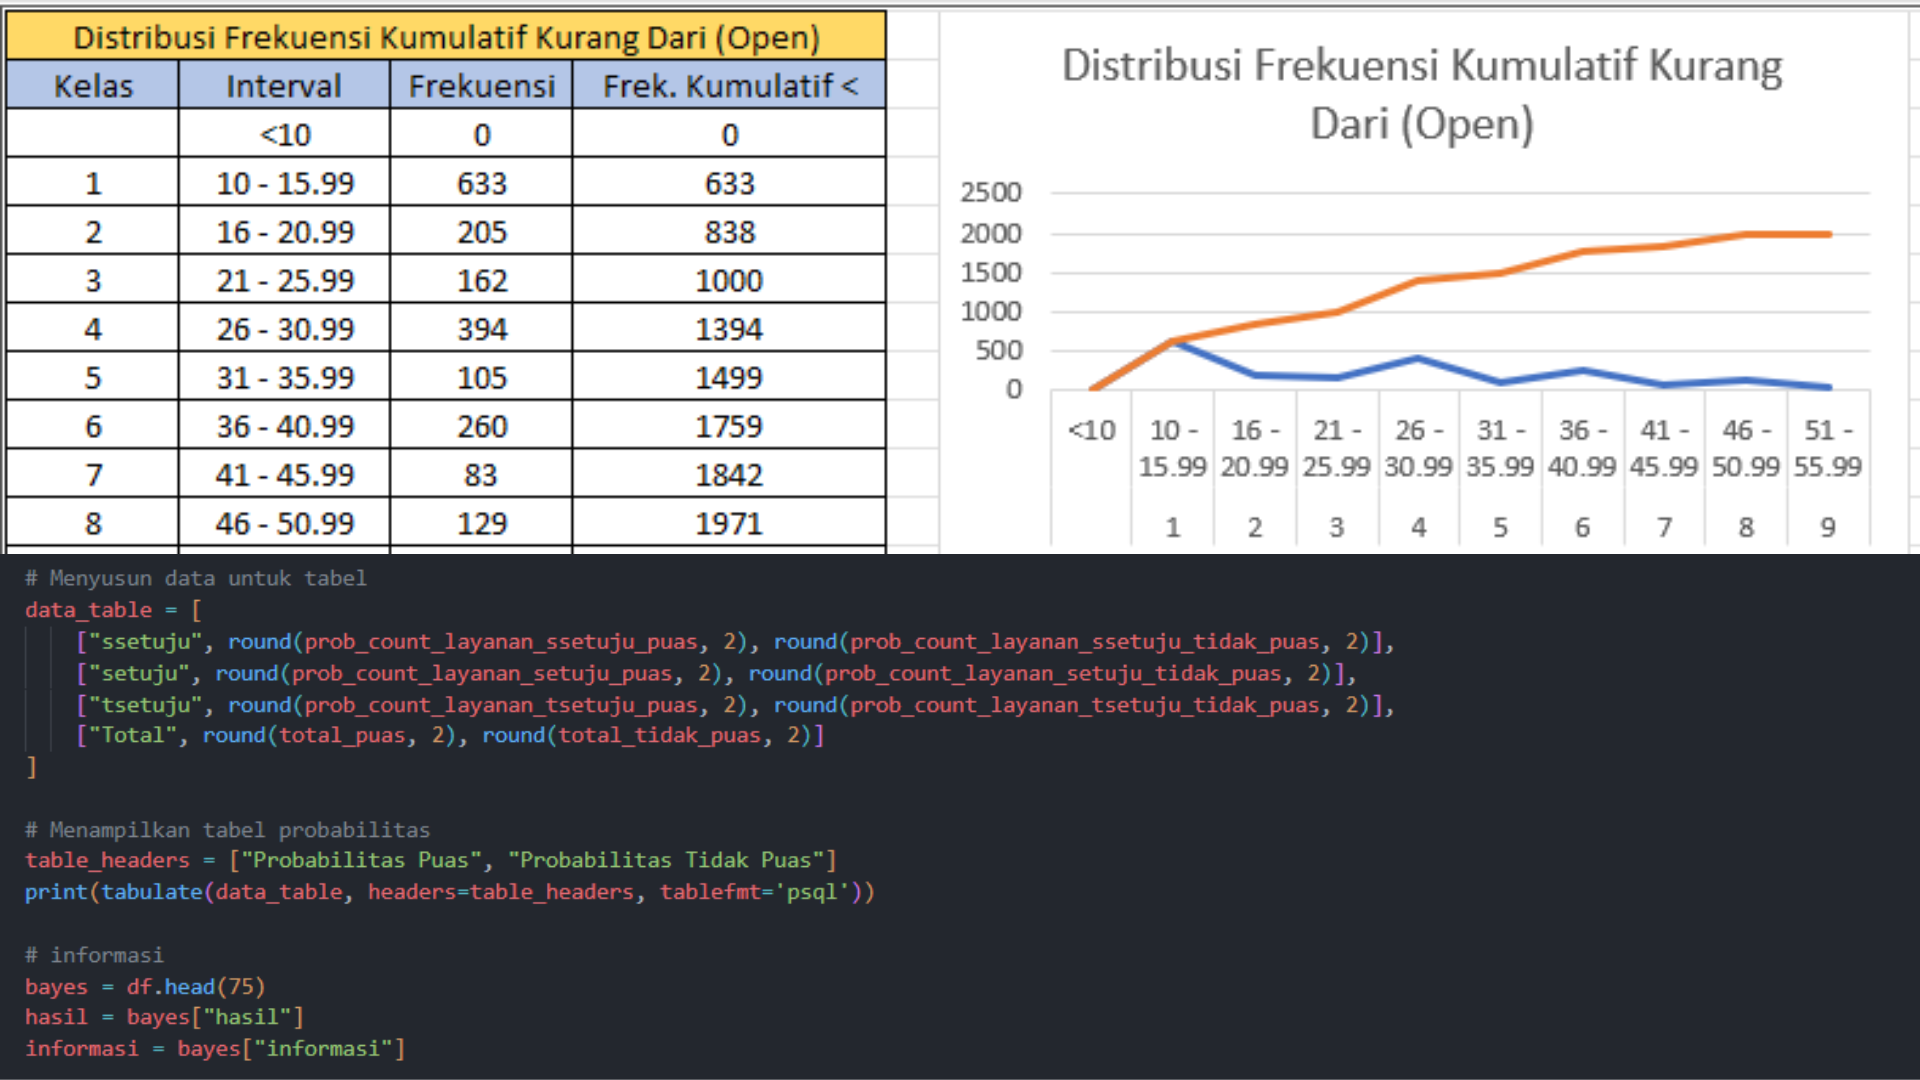 Distribusi Frekuensi Kumulatif Kurang Dari (Open)
Kelas Interval Frekuensi Frek. Kumulatif <
<10 0 0
1 10 - 15.99 633 633
2 16 - 20.99 205 838
3 21 - 25.99 162 1000
4 26 - 30.99 394 1394
5 31 - 35.99 105 1499
6 36 - 40.99 260 1759
7 41 - 45.99 83 1842
8 46 - 50.99 129 1971
Distribusi Frekuensi Kumulatif Kurang
Dari (Open)
2500
2000
1500
1000
500
0
<10 10 - 16 - 21 - 26 - 31 - 36 - 41 - 46 - 51 -
15.99 20.99 25.99 30.99 35.99 40.99 45.99 50.99 55.99
1 2 3 4 5 6 7 8 9
# Menyusun data untuk tabel
data_table = [
["ssetuju", round(prob_count_layanan_ssetuju_puas, 2), round(prob_count_layanan_ssetuju_tidak_puas, 2)],
["setuju", round(prob_count_layanan_setuju_puas, 2), round(prob_count_layanan_setuju_tidak_puas, 2)],
["tsetuju", round(prob_count_layanan_tsetuju_puas, 2), round(prob_count_layanan_tsetuju_tidak_puas, 2)],
["Total", round(total_puas, 2), round(total_tidak_puas, 2)]
]
# Menampilkan tabel probabilitas
table_headers = ["Probabilitas Puas", "Probabilitas Tidak Puas"]
print(tabulate(data_table, headers=table_headers, tablefmt='psql'))
# informasi
bayes = df.head(75)
hasil = bayes["hasil"]
informasi = bayes["informasi"]